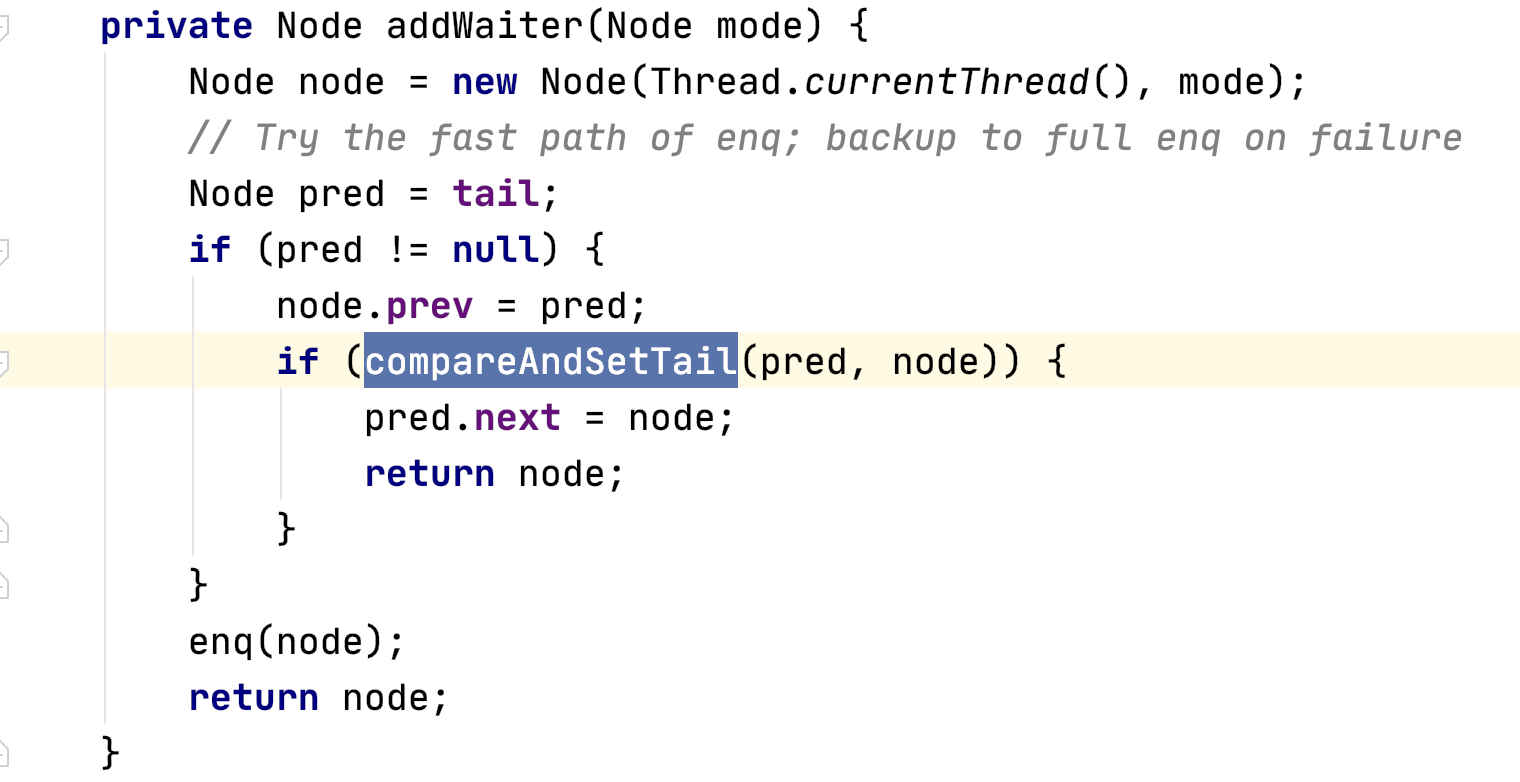 private Node addWaiter(Node mode) {
Node node = new Node(Thread.currentThread(), mode);
// Try the fast path of enq; backup to full enq on failure
Node pred = tail;
if (pred != null) {
node.prev = pred;
if (compareAndSetTail(pred, node)) {
pred.next = node;
return node;
}
}
enq(node);
return node;
}